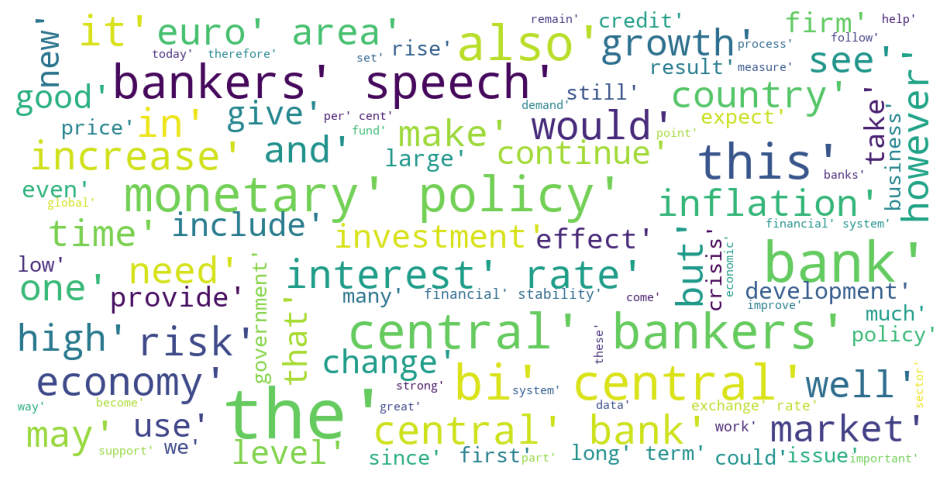 new'
it'
euro' area'
today'
therefore'
set'
rise'
also'
remain'
credit'
growth'
process'
firm'
help'
follow'
result'
measure'
see'
however'
bankers' speech'
good'
price'
in'
give'
per' cent'
fund'
still'
demand'
country'
expect'
would'
point'
take'
business'
increase'
and'
make'
large'
continue'
this'
banks'
even'
global'
monetary' policy'
inflation'
time'
include'
investment'
effect'
financial' system'
low'
one'
need'
provide'
government'
that'
interest' rate'
many'
financial' stability'
come'
but'
crisis'
economic'
bank'
development'
improve'
much'
policy'
high'
risk'
change'
central' bankers'
these'
economy'
strong'
bi'
system'
central'
well'
sector'
way'
become'
the'
great'
data'
exchange' rate'
may'
use'
we'
support'
level'
central' bank'
work'
market'
since'
first'
part'
long' term'
could'
issue'
important'